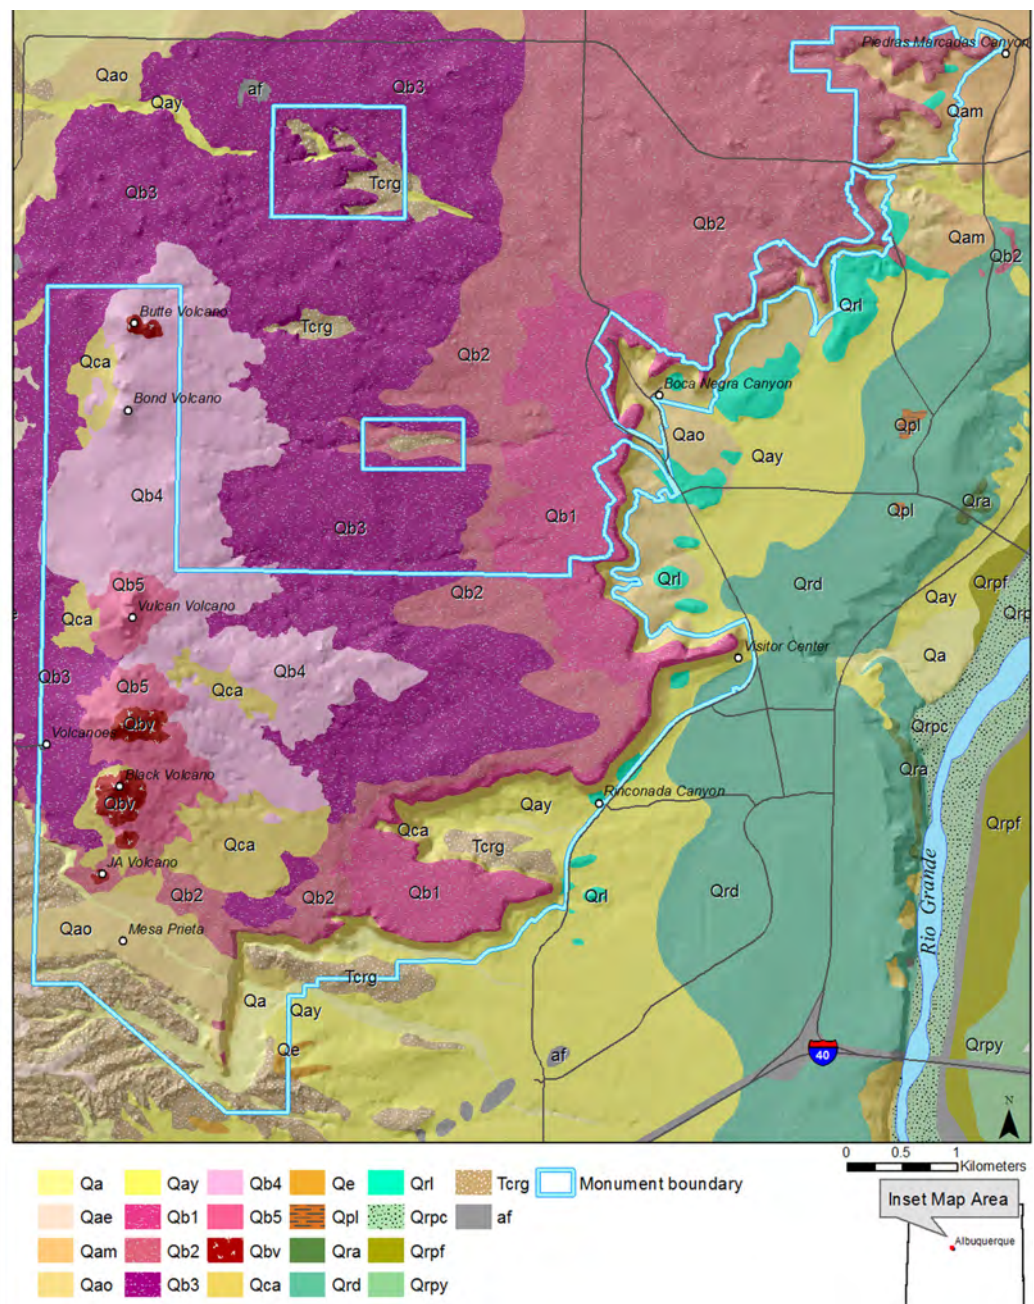 Piedras Marcadas Canyon
Qao
Qb3
af
Qay
Qam
Qb3
Tcrg
Qb2
Qam
Qb2
Qrl
Butte Volcano
Tcrg
Qca
Qb2
Boca Negra Canyon
Bond Volcano
Qao
Qpl
Qay
Qb4
Qra
Qb3
Qb1
Qpl
Qb5
Qrl
Qrd
Qrpf
Qb2
Qay
Vulcan Volcano
Qca
Qrp
Visitor Center
Qa
Qb3
Qb5
Qca
Qb4
Qbv
Qrpc
Volcanoes
Qra
Black Volcano
Rinconada Canyon
Qbv
Qay
Qrpf
Qca
Qca
Tcrg
JA Volcano
Qb2
Qb2
Qb1
Qrl
Qrd
Rio Grande
Qao
Mesa Prieta
Tcrg
Qa
Qay
Qe
af
40
Qrpy
N
0 0.5 1
Kilometers
Qa Qay Qb4 Qe Qrl Tcrg Monument boundary
Qae Qb1 Qb5 Qpl Qrpc af
Qam Qb2 Qbv Qra Qrpf
Qao Qb3 Qca Qrd Qrpy
Inset Map Area
Albuquerque